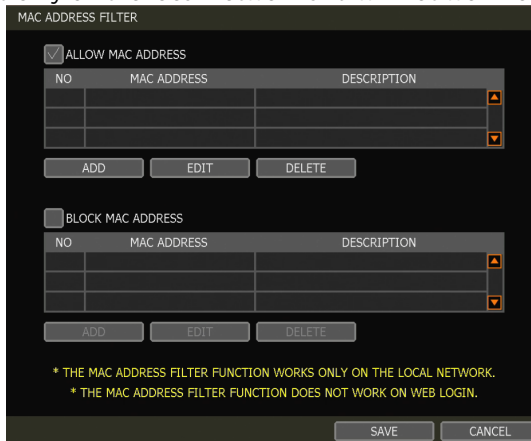 MAC ADDRESS FILTER
ALLOW MAC ADDRESS
NO MAC ADDRESS DESCRIPTION
ADD EDIT DELETE
BLOCK MAC ADDRESS
NO MAC ADDRESS DESCRIPTION
ADD EDIT DELETE
* THE MAC ADDRESS FILTER FUNCTION WORKS ONLY ON THE LOCAL NETWORK.
* THE MAC ADDRESS FILTER FUNCTION DOES NOT WORK ON WEB LOGIN.
SAVE CANCEL